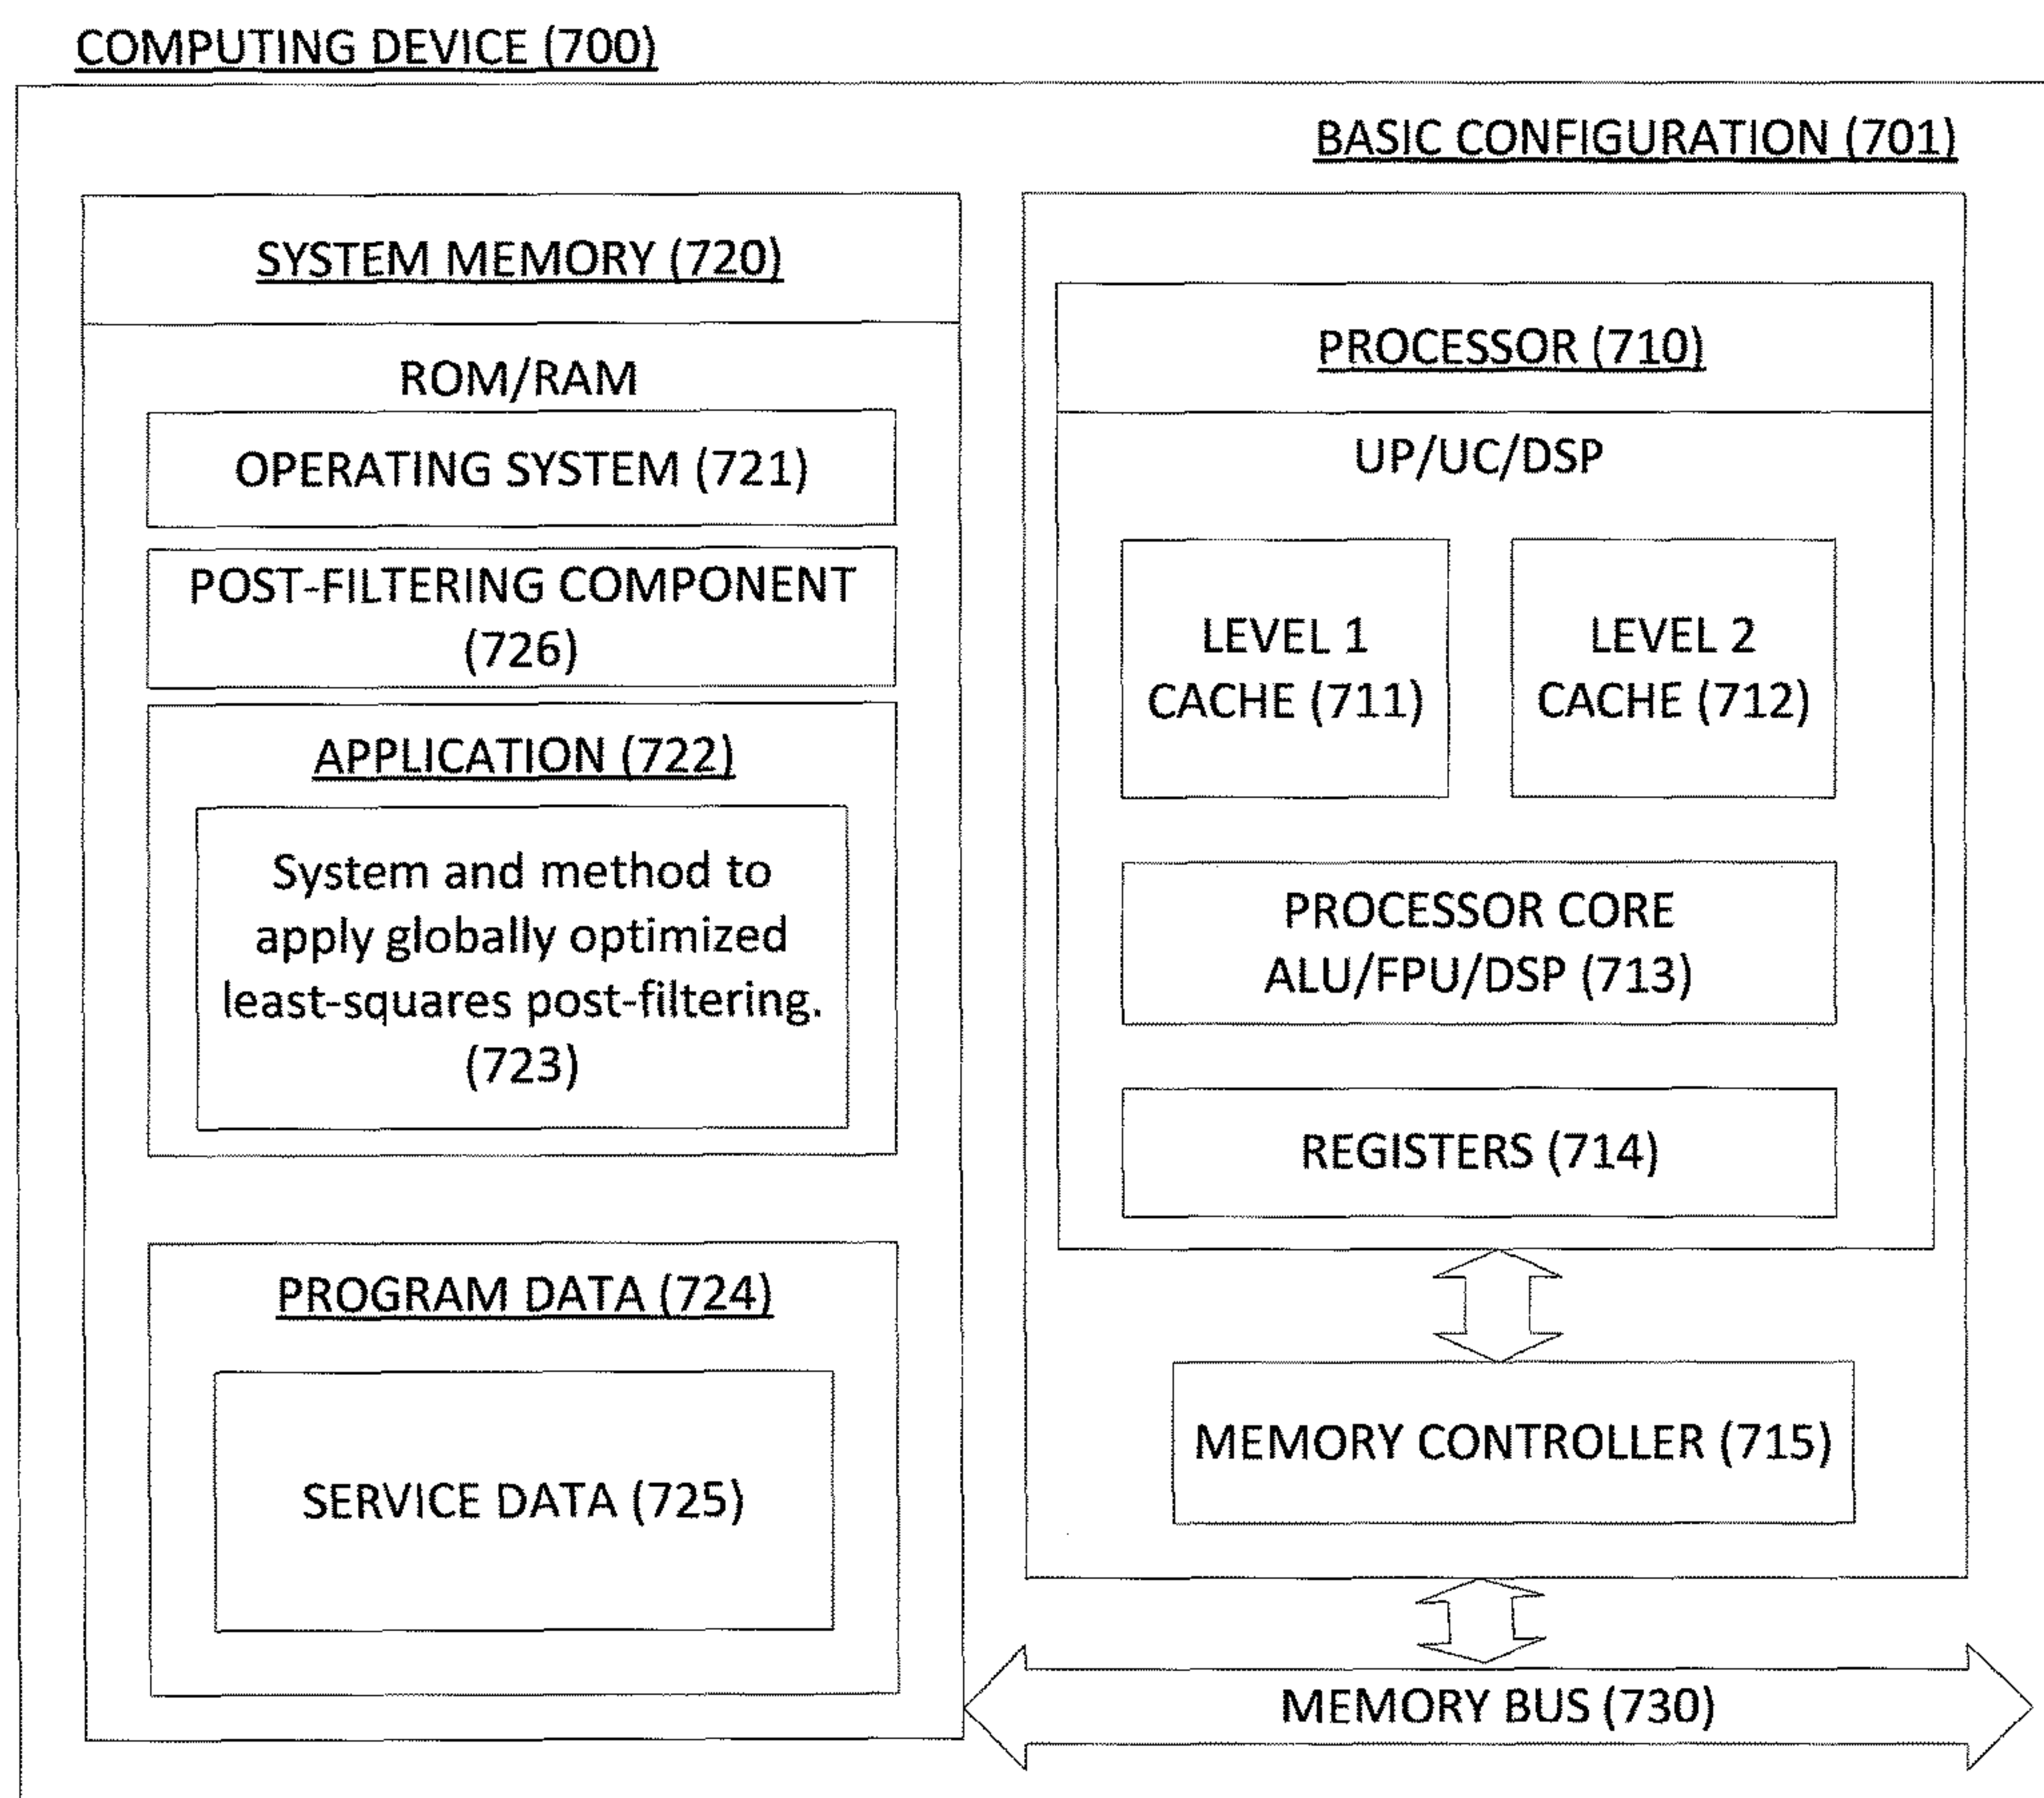 COMPUTING DEVICE (700)
BASIC CONFIGURATION (701)
SYSTEM MEMORY (720)
ROM/RAM
OPERATING SYSTEM (721)
POST-FILTERING COMPONENT
(726)
APPLICATION (722)
System and method to
apply globally optimized
least-squares post-filtering.
(723)
PROGRAM DATA (724)
SERVICE DATA (725)
PROCESSOR (710)
UP/UC/DSP
LEVEL 1
CACHE (711)
LEVEL 2
CACHE (712)
PROCESSOR CORE
ALU/FPU/DSP (713)
REGISTERS (714)
MEMORY CONTROLLER (715)
MEMORY BUS (730)